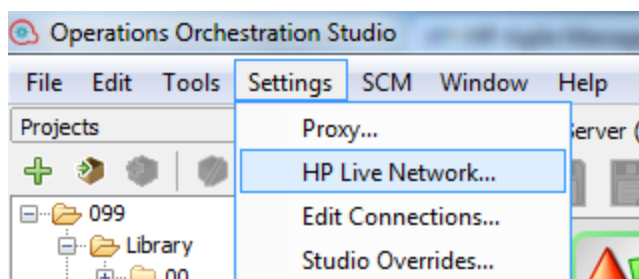 Operations Orchestration Studio
File Edit Tools Settings SCM Window Help
Projects
Proxy...
Server (
HP Live Network...
Edit Connections...
099
Library
Studio Overrides...
00